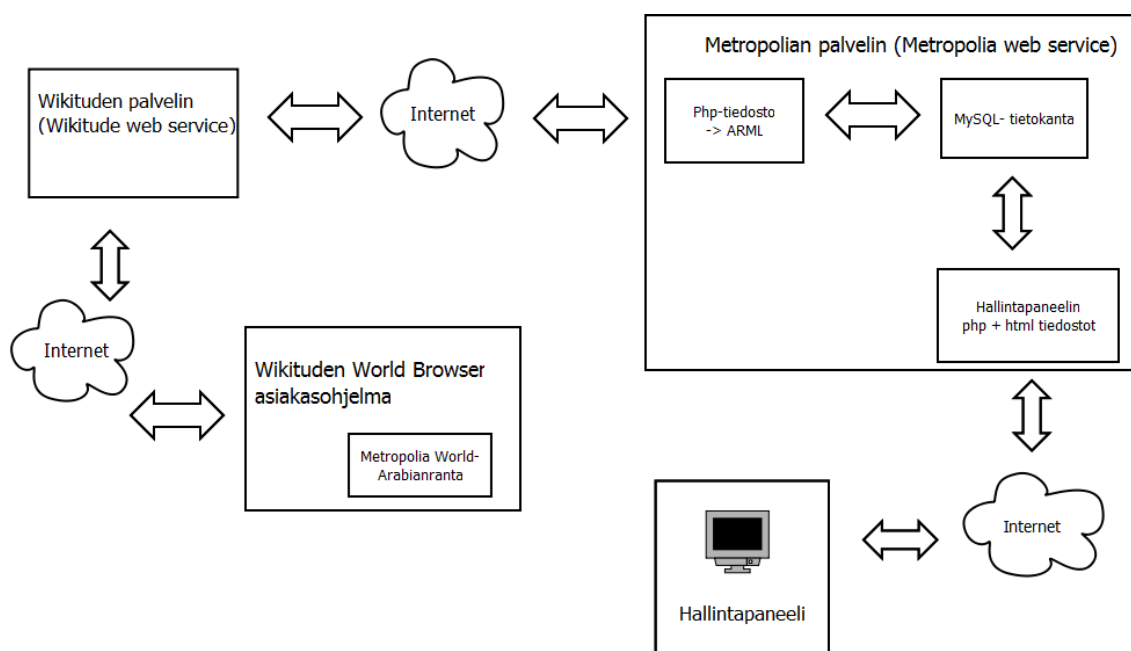 Metropolian palvelin (Metropolia web service)
Wikituden palvelin
(Wikitude web service)
Internet
Php-tiedosto
-> ARML
MySQL- tietokanta
Hallintapaneelin
php + html tiedostot
Internet
Wikituden World Browser
asiakasohjelma
Metropolia World-
Arabianranta
Internet
Hallintapaneeli